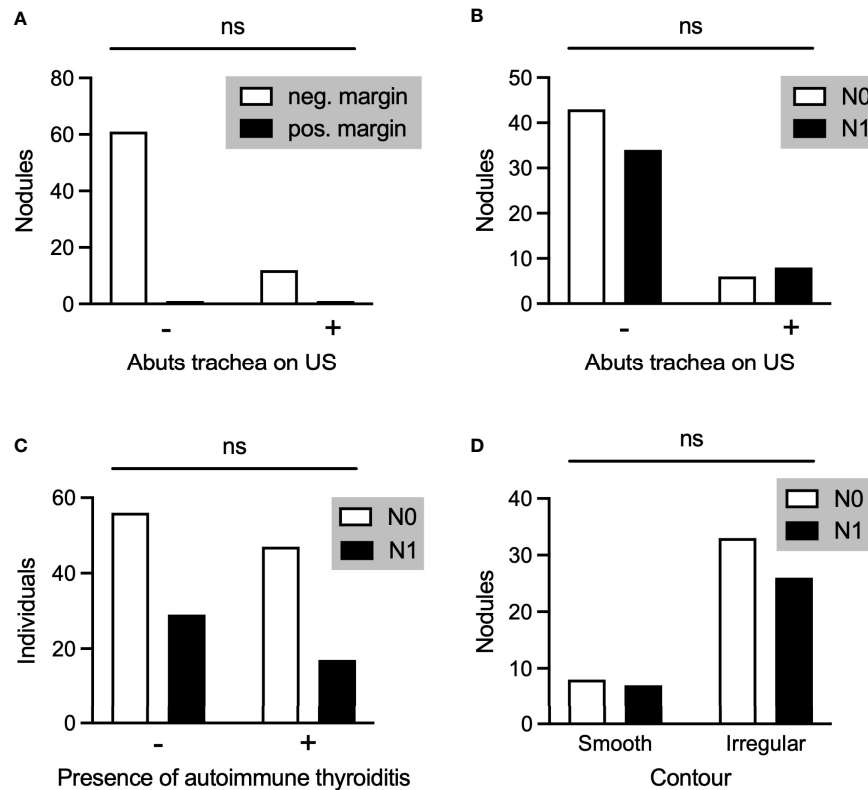 A
ns
80
60
40
20
0
Nodules
neg. margin
pos. margin
- +
Abuts trachea on US
B
ns
50
40
30
20
10
0
Nodules
N0
N1
- +
Abuts trachea on US
C
ns
60
40
20
0
Individuals
N0
N1
- +
Presence of autoimmune thyroiditis
D
ns
40
30
20
10
0
Nodules
N0
N1
Smooth Irregular
Contour